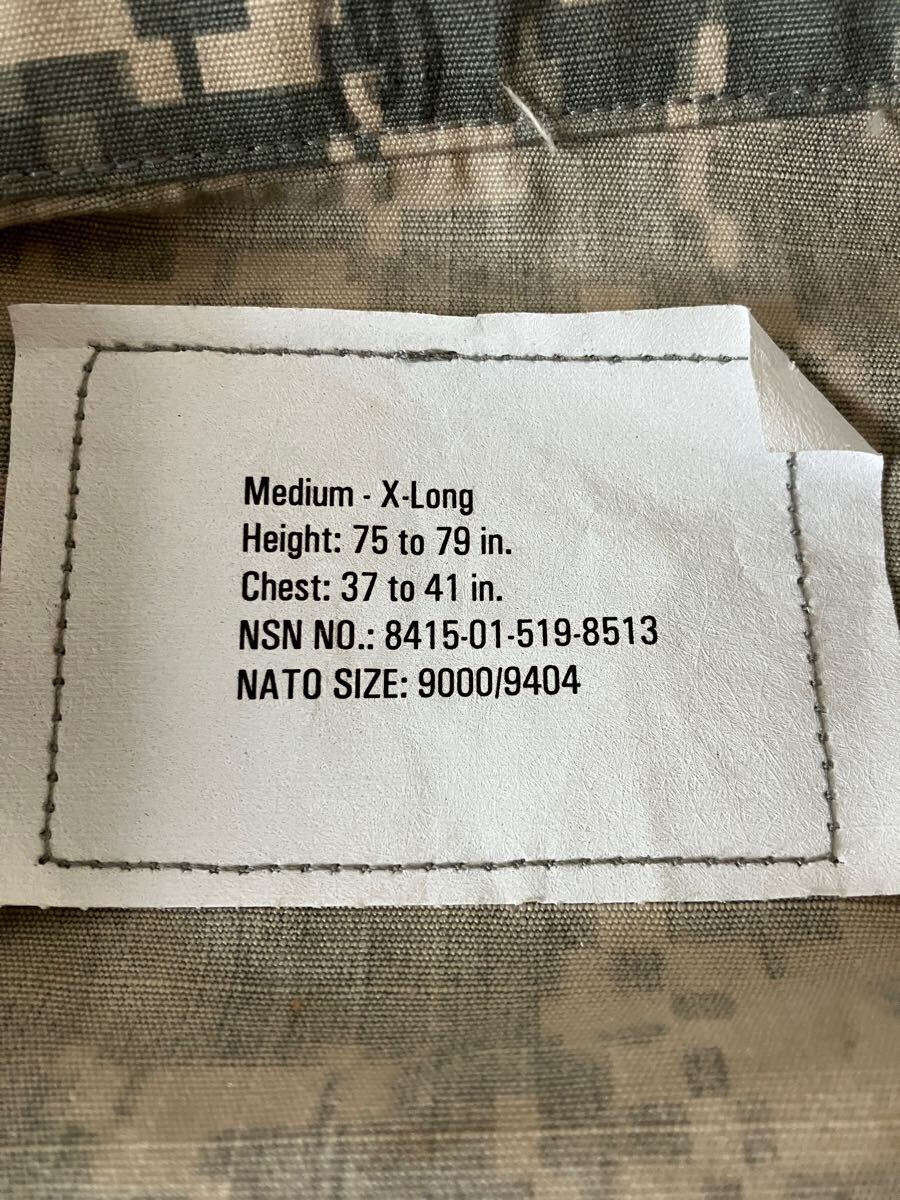 Medium - X-Long
Height: 75 to 79 in.
Chest: 37 to 41 in.
NSN NO.: 8415-01-519-8513
NATO SIZE: 9000/9404